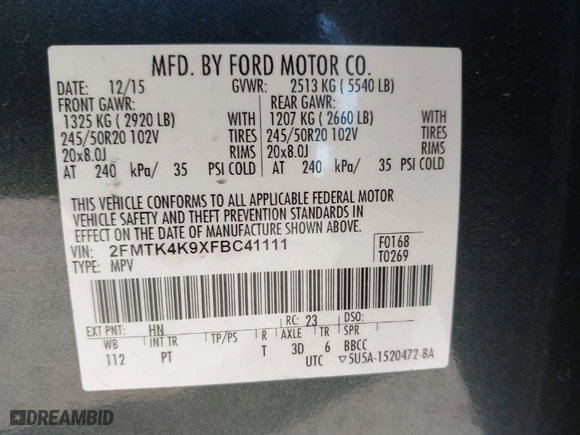 MFD. BY FORD MOTOR CO.
DATE: 12/15 GVWR: 2513 KG ( 5540 LB)
FRONT GAWR: REAR GAWR:
1325 KG ( 2920 LB) WITH 1207 KG ( 2660 LB) WITH
245/50R20 102V TIRES 245/50R20 102V TIRES
20x8.0J RIMS 20x8.0J RIMS
AT 240 kPa/ 35 PSI COLD AT 240 kPa/ 35 PSI COLD
THIS VEHICLE CONFORMS TO ALL APPLICABLE FEDERAL MOTOR
VEHICLE SAFETY AND THEFT PREVENTION STANDARDS IN
EFFECT ON THE DATE OF MANUFACTURE SHOWN ABOVE.
VIN: 2FMTK4K9XFBC41111 F0168
TYPE: MPV T0269
EXT PNT: HN RC: 23 DSO:
WB INT TR TP/PS R AXLE TR SPR
112 PT T 3D 6 BBCC
UTC ▽5U5A-1520472-BA
DREAMBID